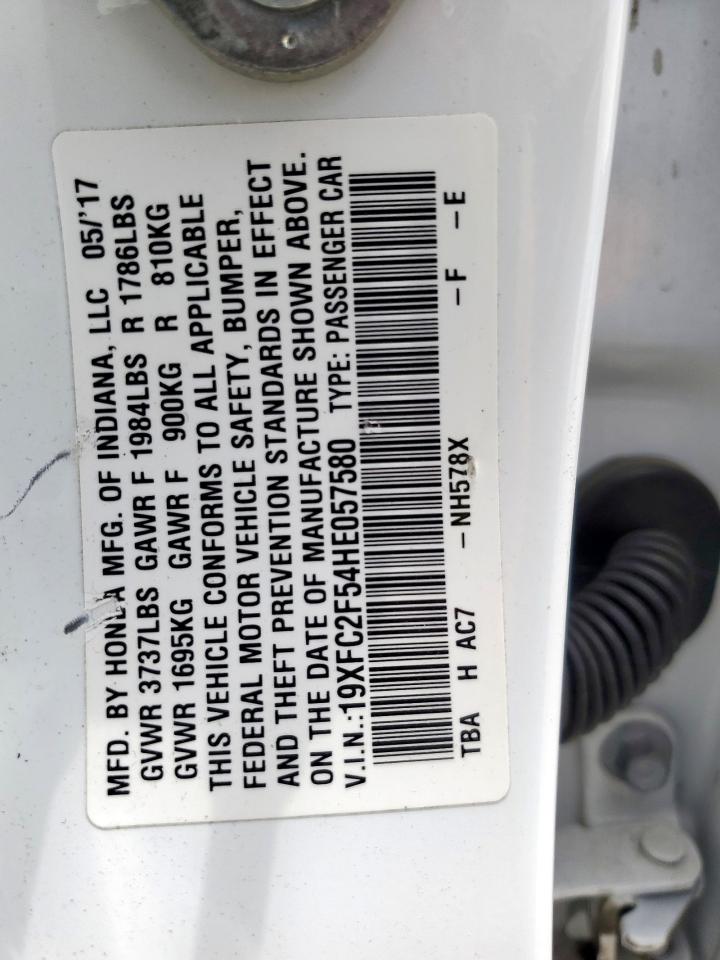 MFD. BY HONDA MFG. OF INDIANA, LLC 05/'17
GVWR 3737LBS GAWR F 1984LBS R 1786LBS
GVWR 1695KG GAWR F 900KG R 810KG
THIS VEHICLE CONFORMS TO ALL APPLICABLE
FEDERAL MOTOR VEHICLE SAFETY, BUMPER,
AND THEFT PREVENTION STANDARDS IN EFFECT
ON THE DATE OF MANUFACTURE SHOWN ABOVE.
V.I.N.:19XFC2F54HE057580 TYPE: PASSENGER CAR
TBA H AC7 -NH578X -F -E